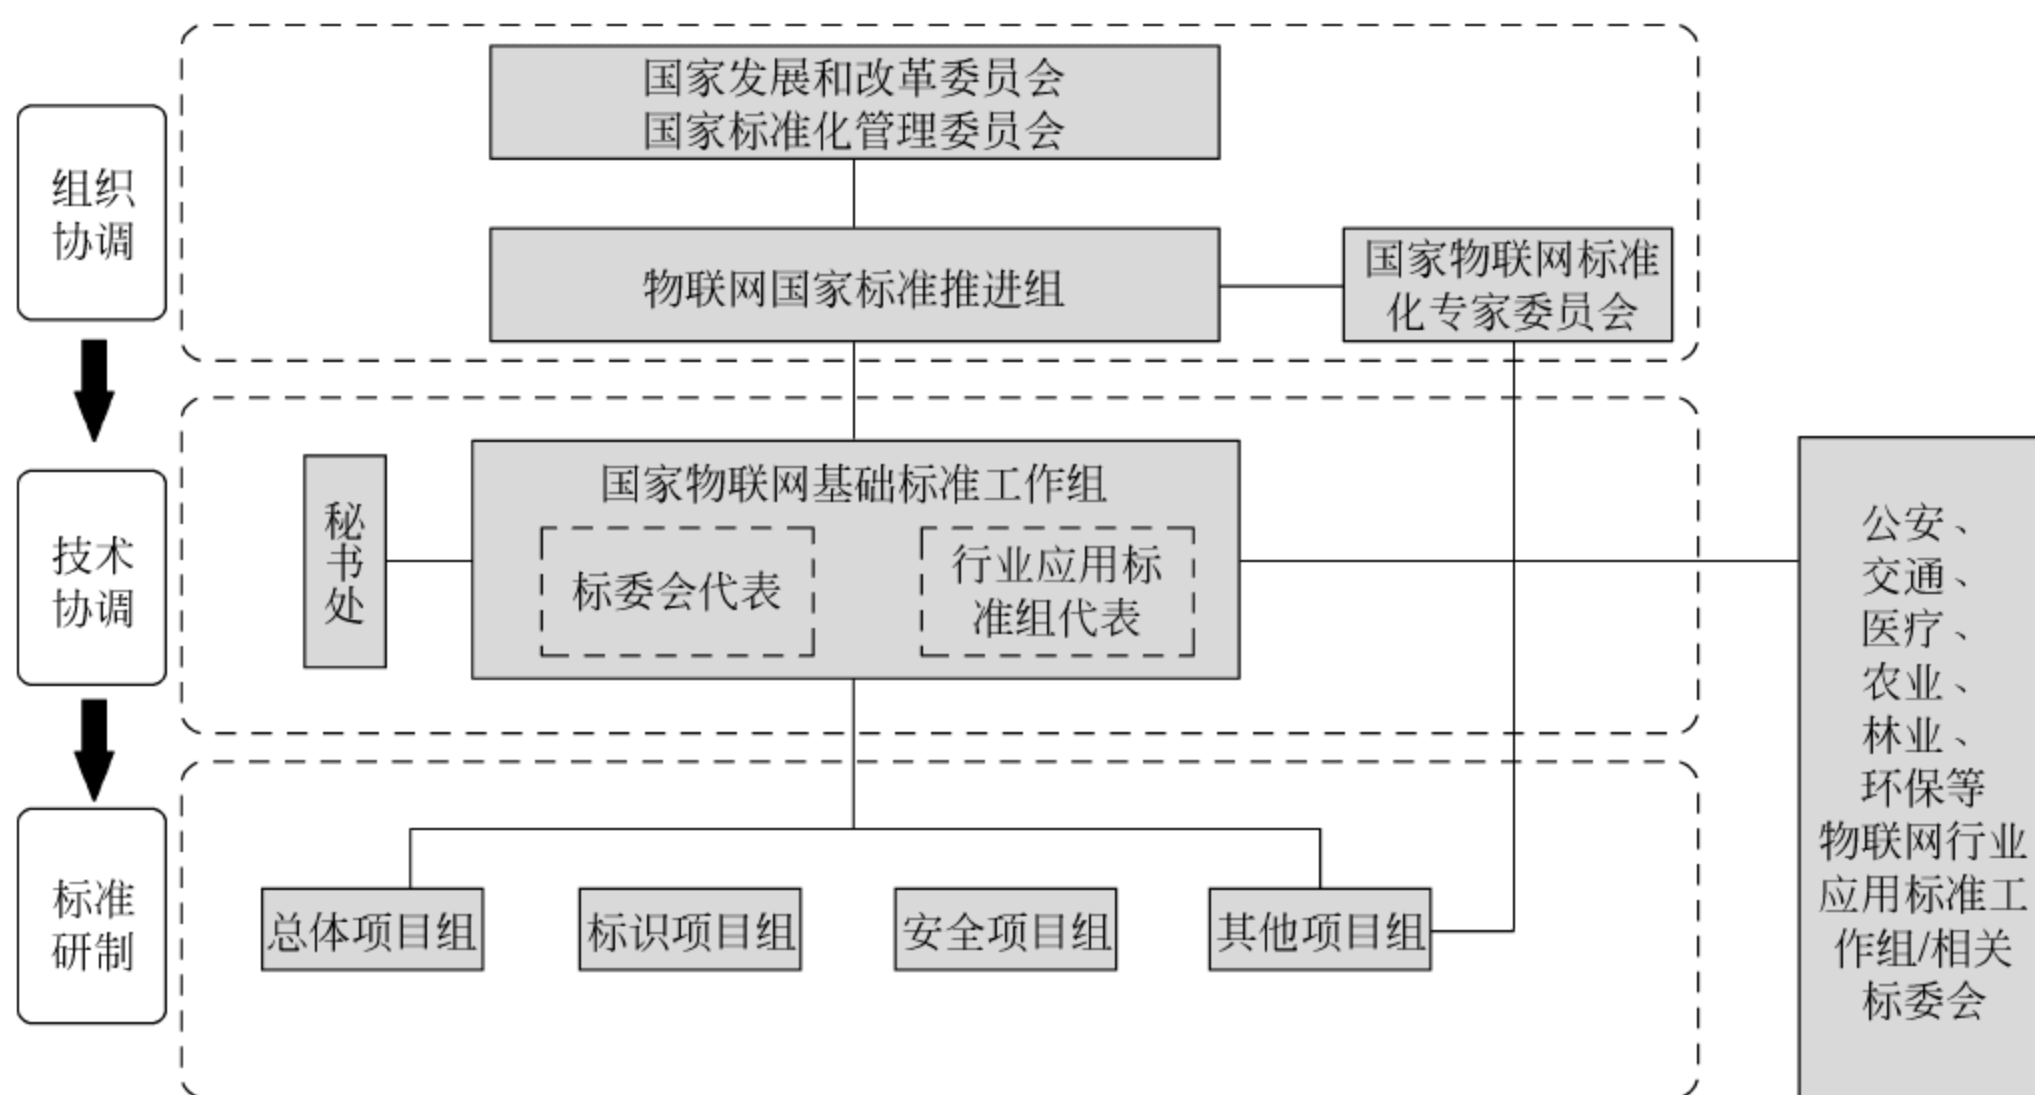 国家发展和改革委员会
国家标准化管理委员会
组织
协调
物联网国家标准推进组
国家物联网标准
化专家委员会
技术
协调
秘
书
处
国家物联网基础标准工作组
标委会代表
行业应用标
准组代表
公安、
交通、
医疗、
农业、
林业、
环保等
物联网行业
应用标准工
作组/相关
标委会
标准
研制
总体项目组
标识项目组
安全项目组
其他项目组